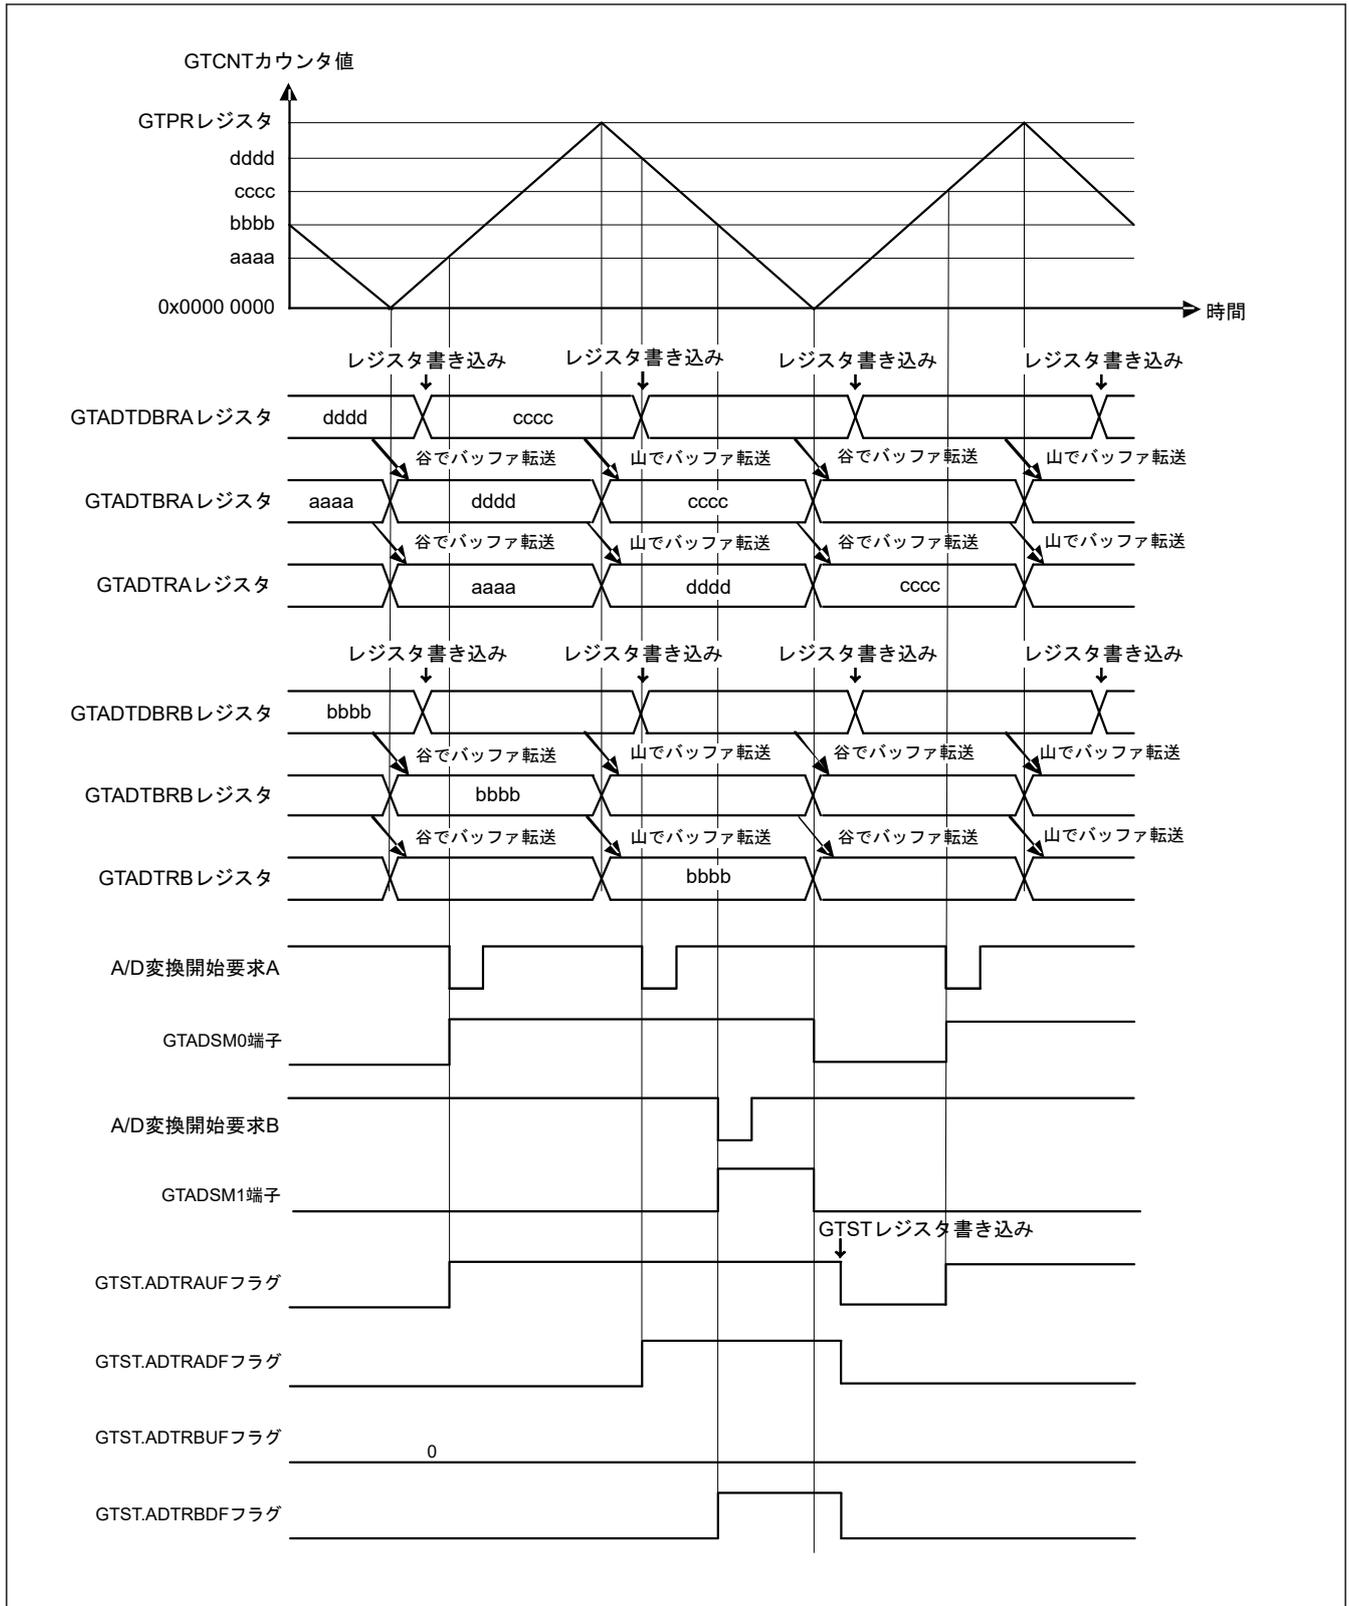 GTCNTカウンタ値
GTPRレジスタ
dddd
cccc
bbbb
aaaa
0x0000 0000
時間
レジスタ書き込み レジスタ書き込み レジスタ書き込み レジスタ書き込み
GTADTDBRAレジスタ dddd cccc
谷でバッファ転送 山でバッファ転送 谷でバッファ転送 山でバッファ転送
GTADTBRAレジスタ aaaa dddd cccc
谷でバッファ転送 山でバッファ転送 谷でバッファ転送 山でバッファ転送
GTADTRAレジスタ aaaa dddd cccc
レジスタ書き込み レジスタ書き込み レジスタ書き込み レジスタ書き込み
GTADTDBRBレジスタ bbbb
谷でバッファ転送 山でバッファ転送 谷でバッファ転送 山でバッファ転送
GTADTBRBレジスタ bbbb
谷でバッファ転送 山でバッファ転送 谷でバッファ転送 山でバッファ転送
GTADTRBレジスタ bbbb
A/D変換開始要求A
GTADSM0端子
A/D変換開始要求B
GTADSM1端子
GTSTレジスタ書き込み
GTST.ADTRAUFフラグ
GTST.ADTRADFフラグ
GTST.ADTRBUFフラグ
0
GTST.ADTRBDFフラグ